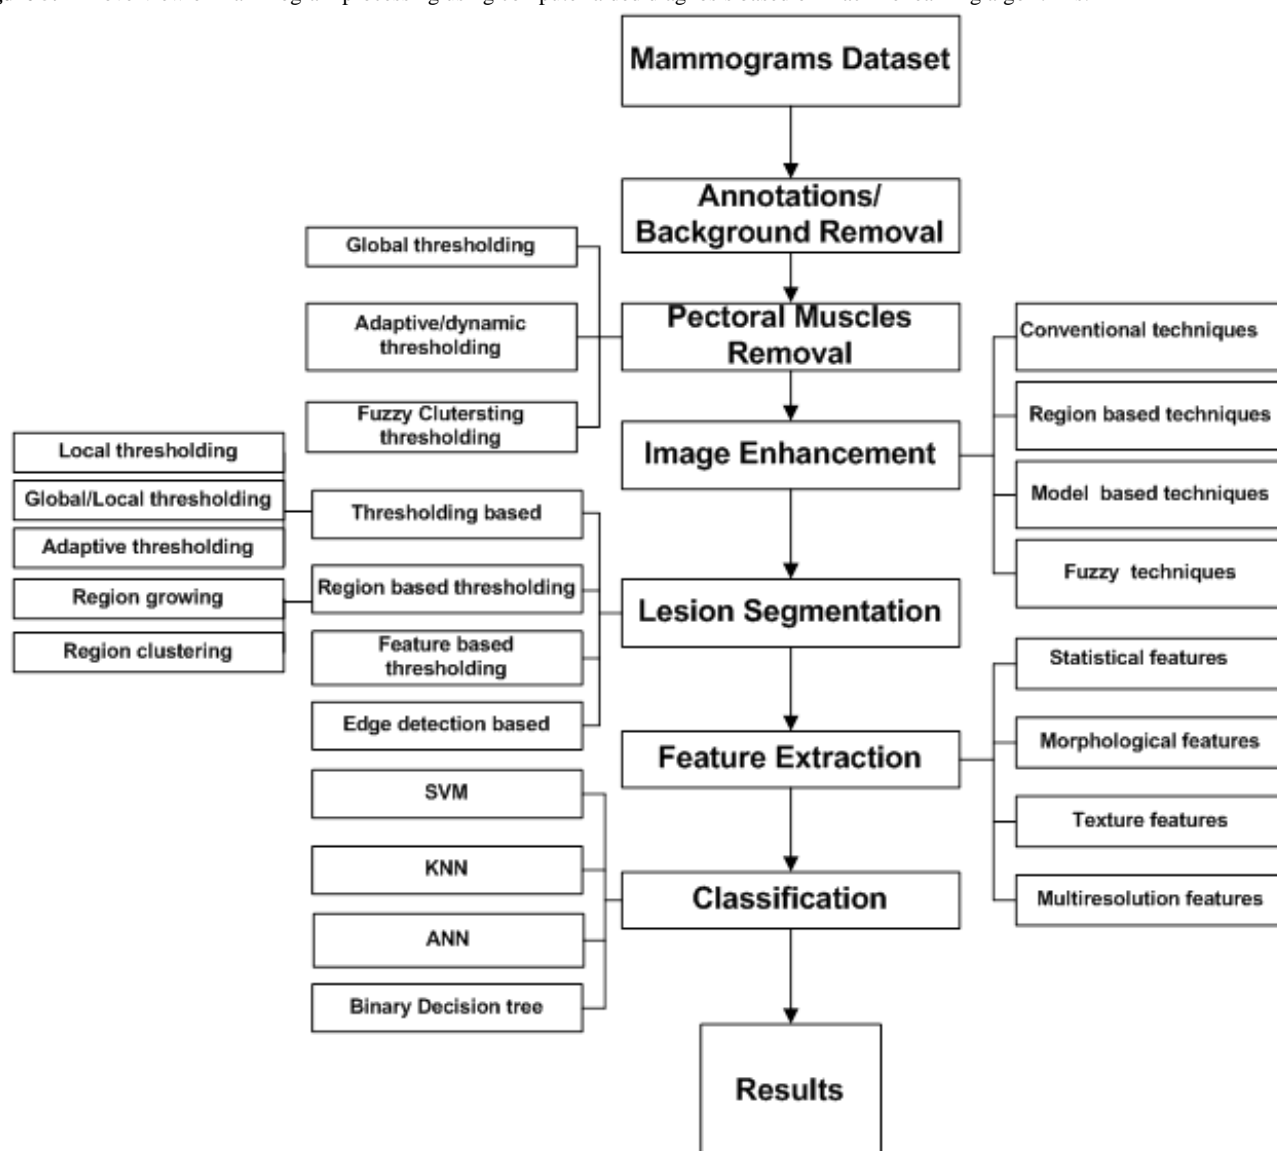 Mammograms Dataset
Annotations/
Background Removal
Global thresholding
Adaptive/dynamic
thresholding
Fuzzy Clutersting
thresholding
Pectoral Muscles
Removal
Conventional techniques
Region based techniques
Model based techniques
Fuzzy techniques
Image Enhancement
Local thresholding
Global/Local thresholding
Adaptive thresholding
Region growing
Region clustering
Thresholding based
Region based thresholding
Feature based
thresholding
Edge detection based
Lesion Segmentation
Statistical features
Morphological features
Texture features
Multiresolution features
Feature Extraction
SVM
KNN
ANN
Binary Decision tree
Classification
Results